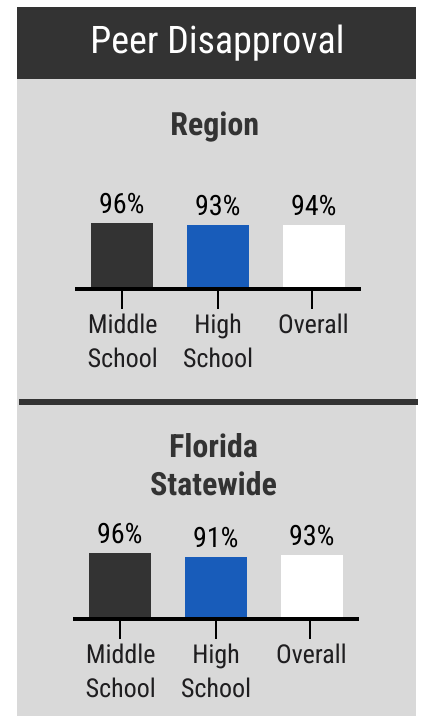 Peer Disapproval
Region
96% 93% 94%
Middle School High School Overall
Florida
Statewide
96% 91% 93%
Middle School High School Overall